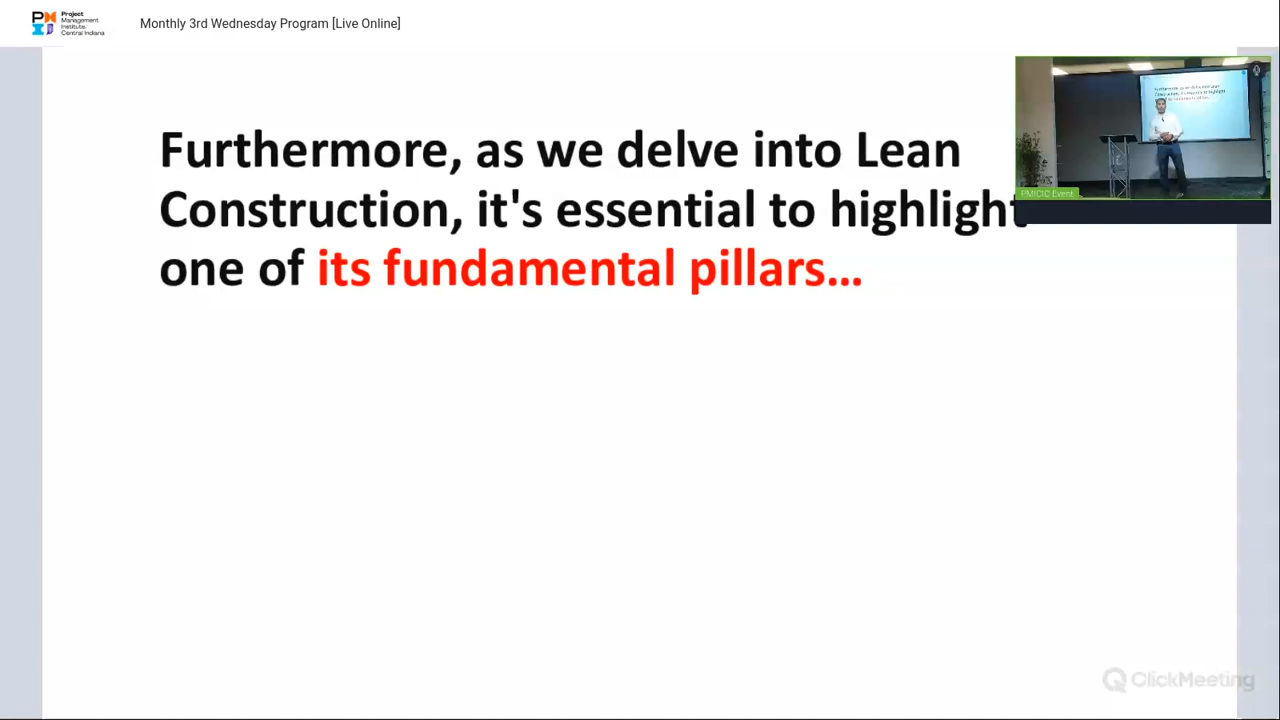 Project
Management
Institute.
Central Indiana
Monthly 3rd Wednesday Program [Live Online]
Furthermore, as we delve into Lean
Construction, it's essential to highlight
one of its fundamental pillars...
PMICIC Event
ClickMeeting